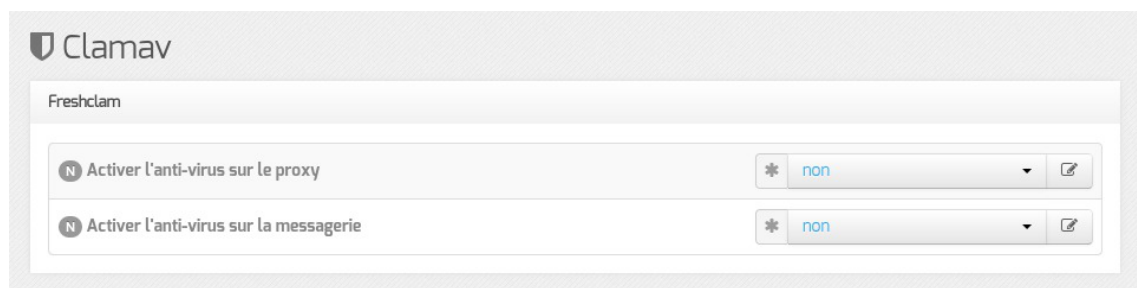 Clamav
Freshclam
N Activer l'anti-virus sur le proxy
* non
N Activer l'anti-virus sur la messagerie
* non